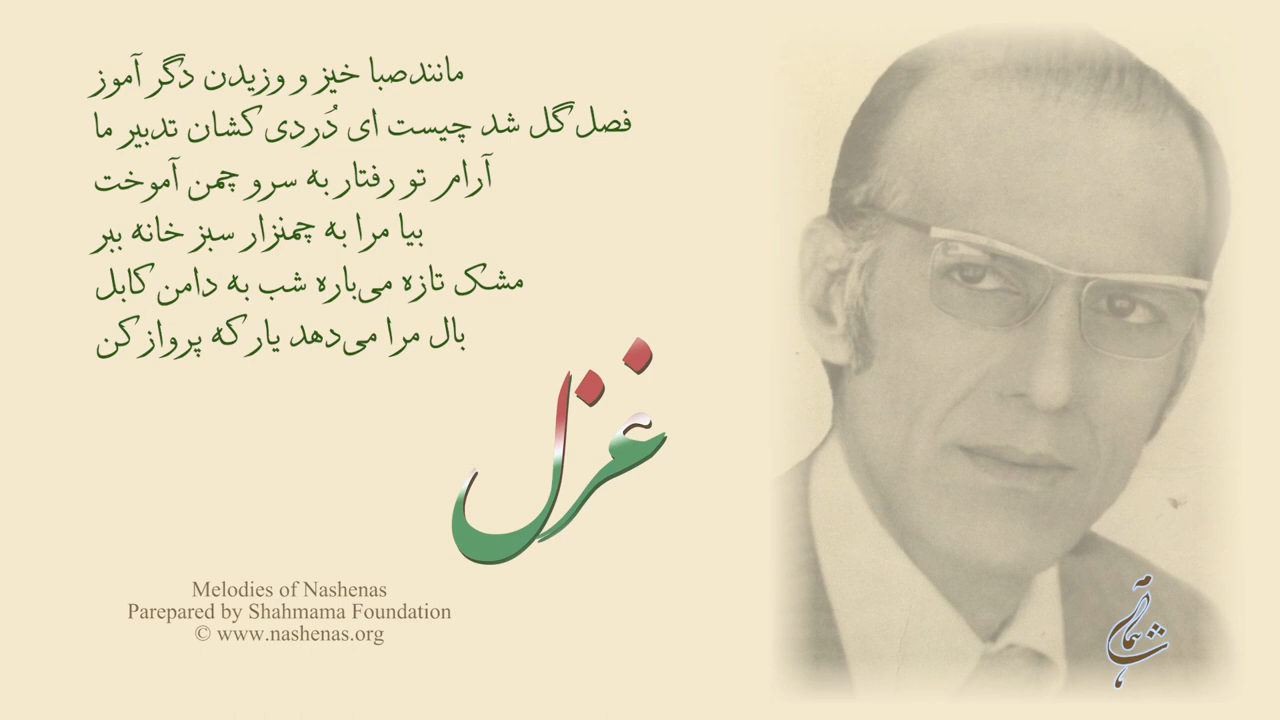 مانند صبا خیز و وزیدن دگر آموز
فصل گل شد چیست ای دُردی کشان تدبیر ما
آرام تو رفتار به سرو چمن آموخت
بیا مرا به چمنزار سبز خانه ببر
مشک تازه می‌باره شب به دامن کابل
بال مرا می‌دهد یار که پرواز کن
غزل
Melodies of Nashenas
Parepared by Shahmama Foundation
© www.nashenas.org
شاهمامه